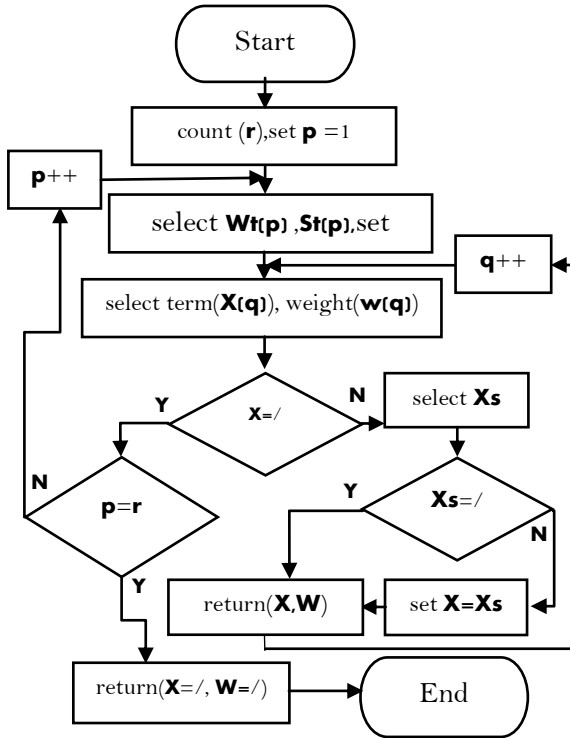 Start
count (r),set p =1
p++
select Wt(p) ,St(p),set
q++
select term(X(q)), weight(w(q))
Y
X=/
N
select Xs
N
p=r
Y
Xs=/
N
Y
return(X,W)
set X=Xs
return(X=/, W=/)
End